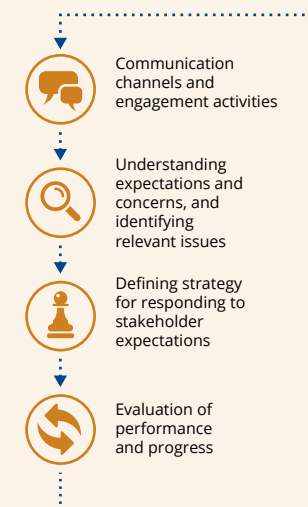 Communication
channels and
engagement activities
Understanding
expectations and
concerns, and
identifying
relevant issues
Defining strategy
for responding to
stakeholder
expectations
Evaluation of
performance
and progress